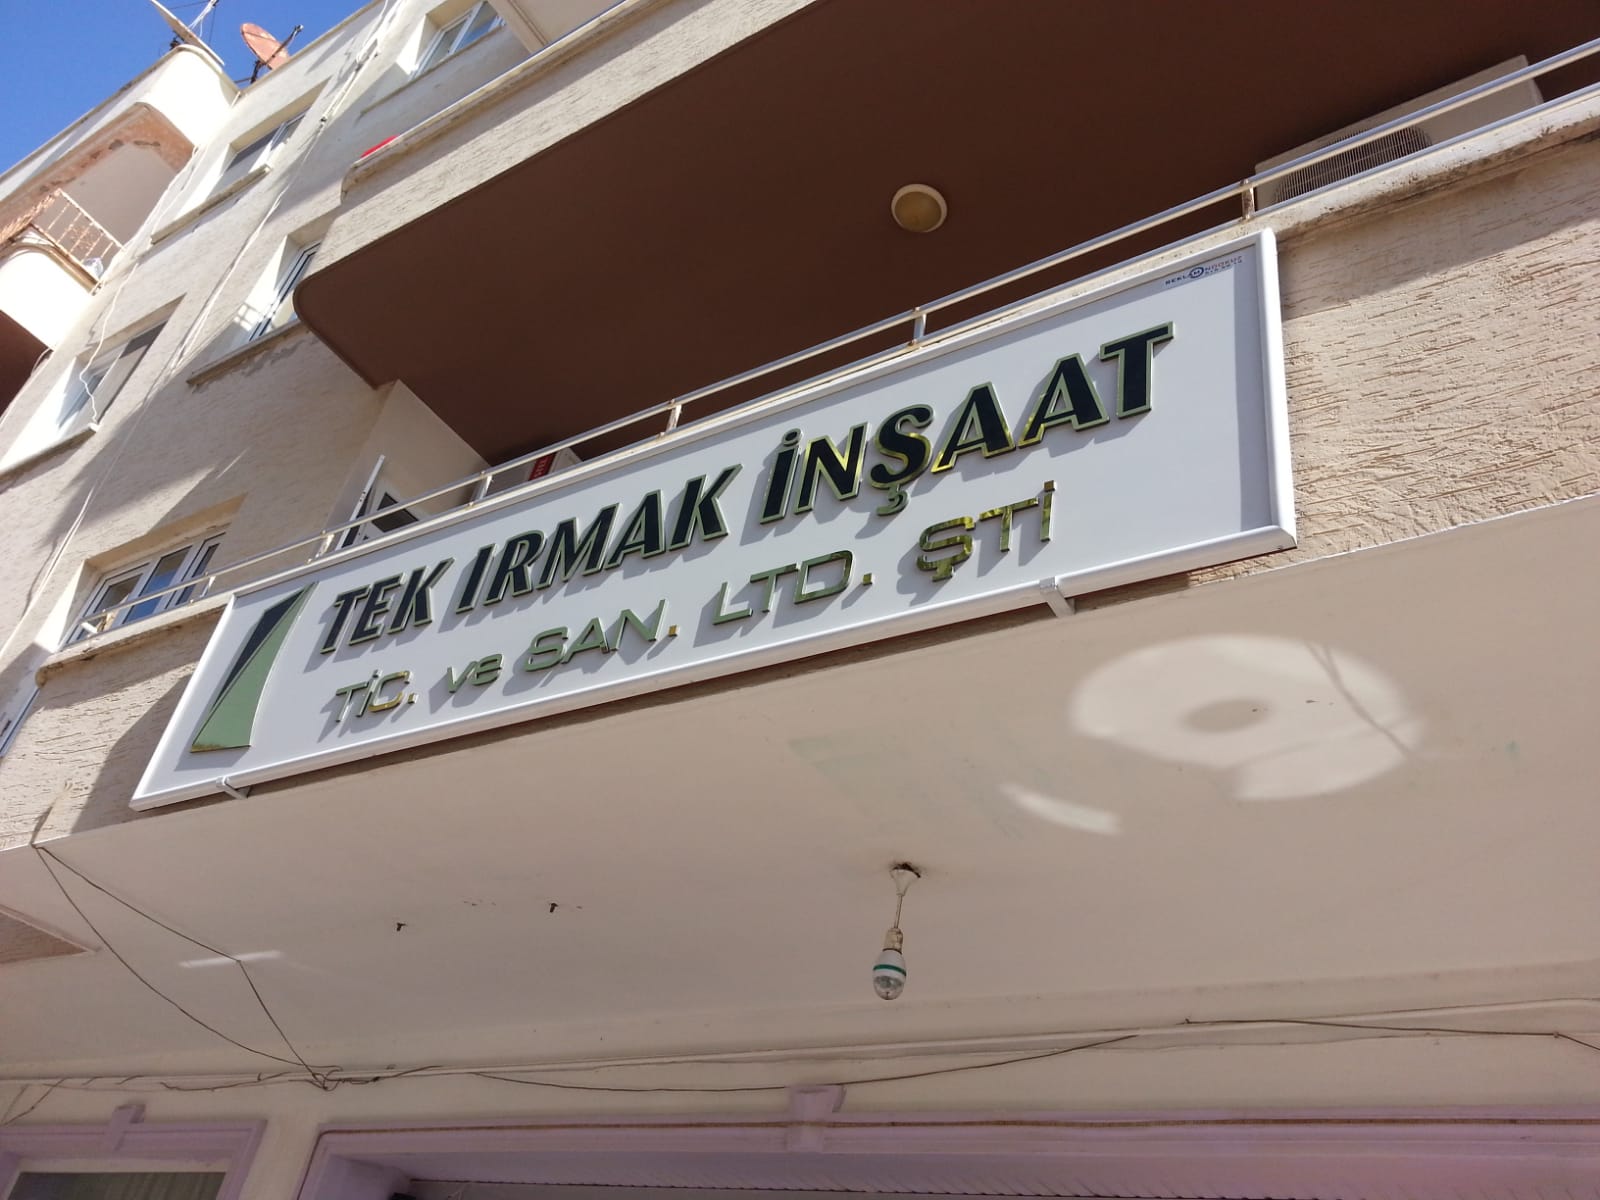 TEK IRMAK İNŞAAT
TİC. ve SAN. LTD. ŞTİ